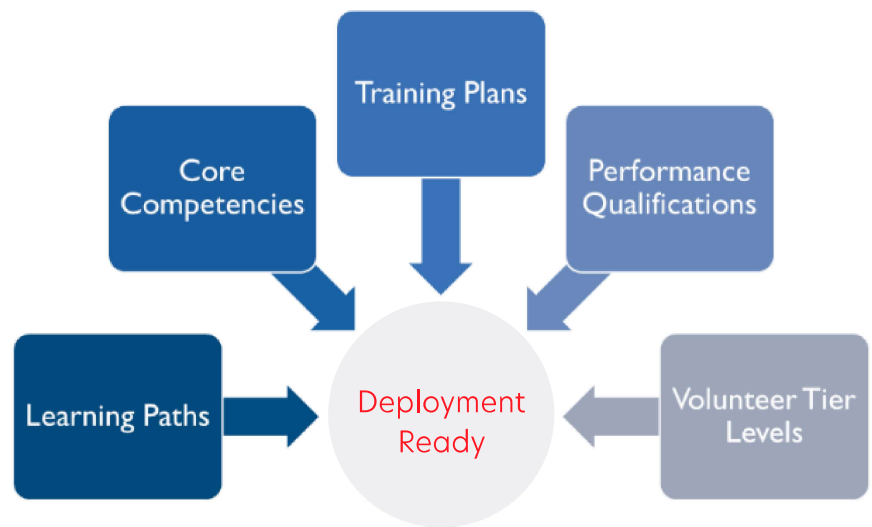 Training Plans
Core
Competencies
Performance
Qualifications
Learning Paths
Deployment
Ready
Volunteer Tier
Levels